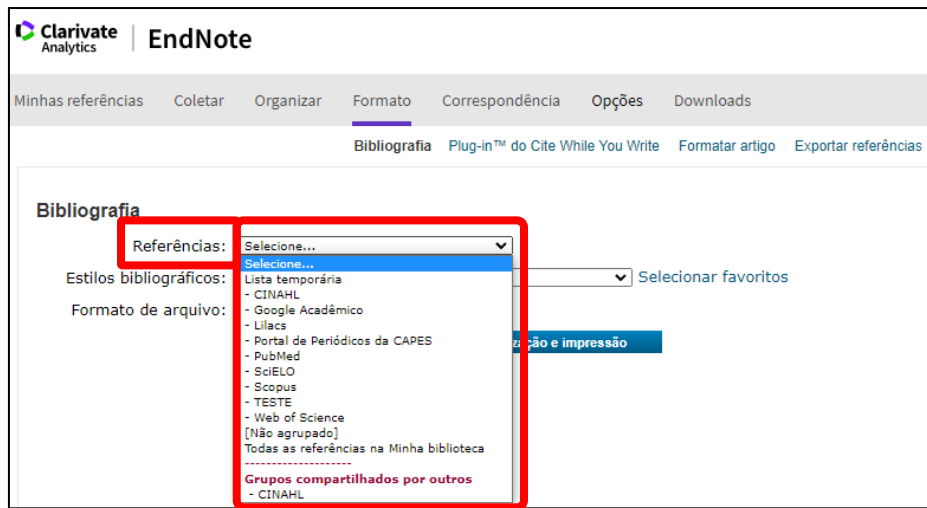 Clarivate
Analytics
EndNote
Minhas referências Coletar Organizar Formato Correspondência Opções Downloads
Bibliografia Plug-in™ do Cite While You Write Formatar artigo Exportar referências
Bibliografia
Referências: Selecione...
Selecione...
Estilos bibliográficos: Selecionar favoritos
Lista temporária
- CINAHL
Formato de arquivo:
- Google Acadêmico
- Lilacs
- Portal de Periódicos da CAPES
e impressão
- PubMed
- SciELO
- Scopus
- TESTE
- Web of Science
[Não agrupado]
Todas as referências na Minha biblioteca
--------------------
Grupos compartilhados por outros
- CINAHL